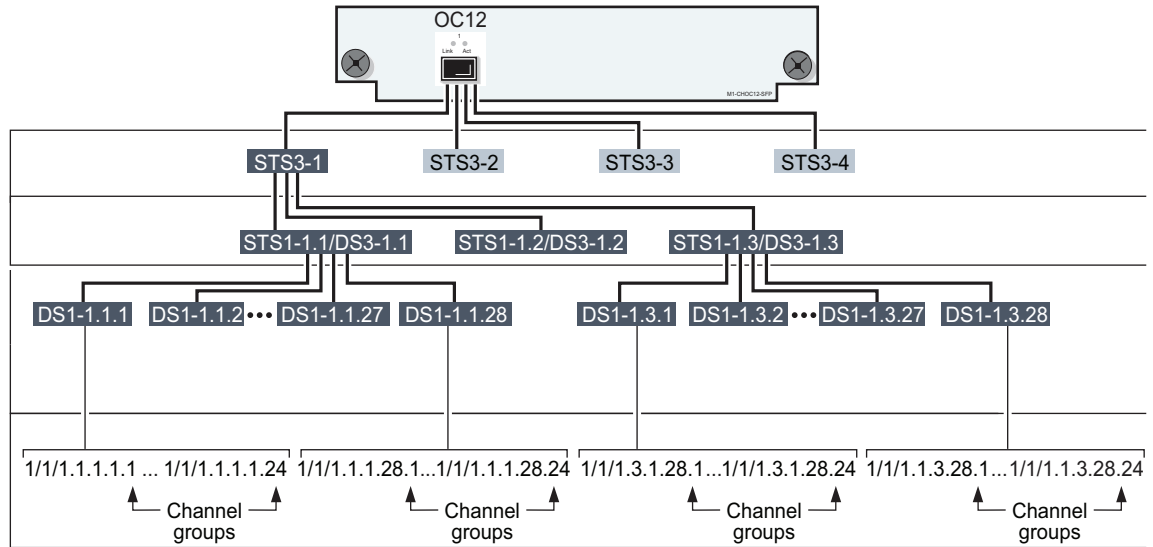 OC12
1
Link Act
M1-CHOC12-SFP
STS3-1 STS3-2 STS3-3 STS3-4
STS1-1.1/DS3-1.1 STS1-1.2/DS3-1.2 STS1-1.3/DS3-1.3
DS1-1.1.1 DS1-1.1.2 ••• DS1-1.1.27 DS1-1.1.28 DS1-1.3.1 DS1-1.3.2 ••• DS1-1.3.27 DS1-1.3.28
1/1/1.1.1.1.1 ... 1/1/1.1.1.1.24 1/1/1.1.1.28.1...1/1/1.1.1.28.24 1/1/1.3.1.28.1...1/1/1.3.1.28.24 1/1/1.1.3.28.1...1/1/1.1.3.28.24
Channel Channel Channel Channel
groups groups groups groups